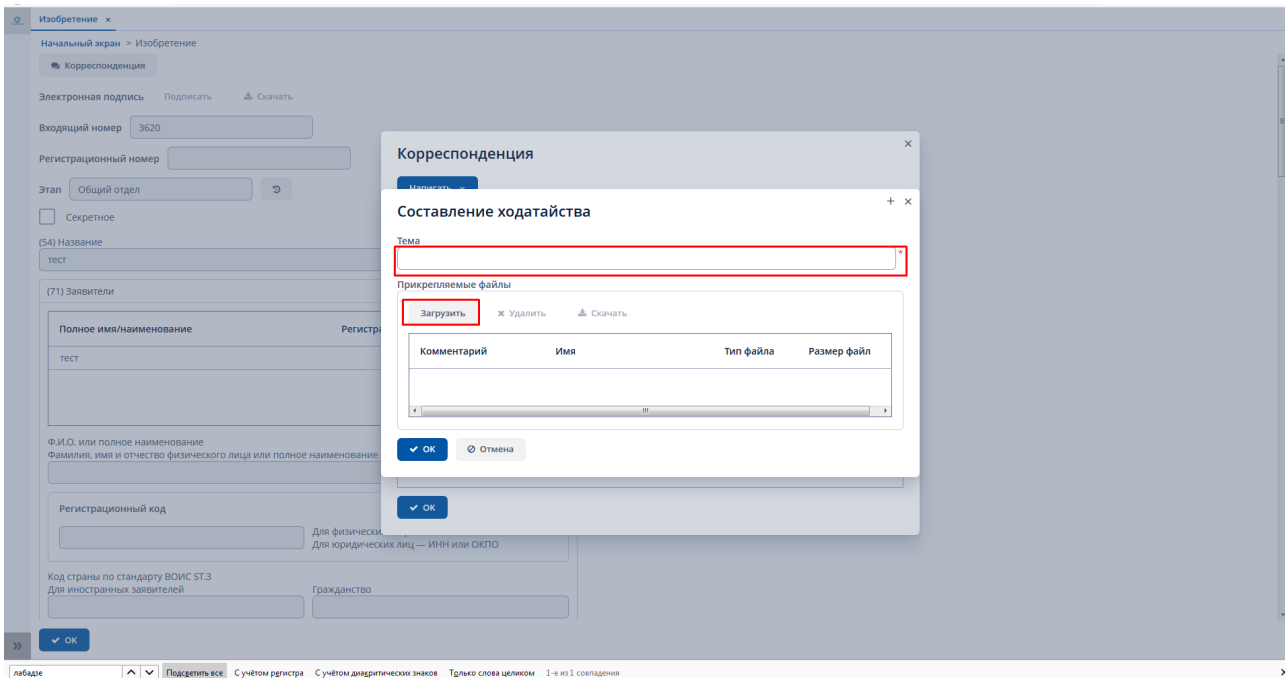 Изобретение ×
Начальный экран > Изобретение
Корреспонденция
Электронная подпись Подписать Скачать
Входящий номер 3620
Регистрационный номер
Этап Общий отдел
Секретное
(54) Название
тест
(71) Заявители
Полное имя/наименование Регистра
тест
Ф.И.О. или полное наименование
Фамилия, имя и отчество физического лица или полное наименование
Регистрационный код
Для физически
Для юридических лиц — ИНН или ОКПО
Код страны по стандарту ВОИС ST.3
Для иностранных заявителей Гражданство
OK
Корреспонденция ×
Написать
Составление ходатайства + ×
Тема
*
Прикрепляемые файлы
Загрузить × Удалить Скачать
Комментарий Имя Тип файла Размер файл
OK Отмена
OK
лабадзе Подсветить все С учётом регистра С учётом диакритических знаков Только слова целиком 1-е из 1 совпадения ×